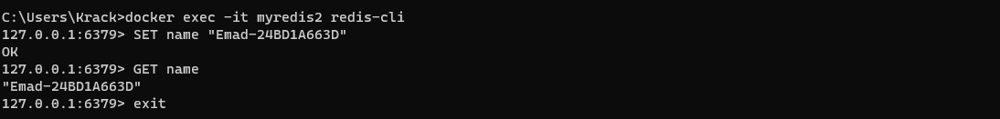 C:\Users\Krack>docker exec -it myredis2 redis-cli
127.0.0.1:6379> SET name "Emad-24BD1A663D"
OK
127.0.0.1:6379> GET name
"Emad-24BD1A663D"
127.0.0.1:6379> exit